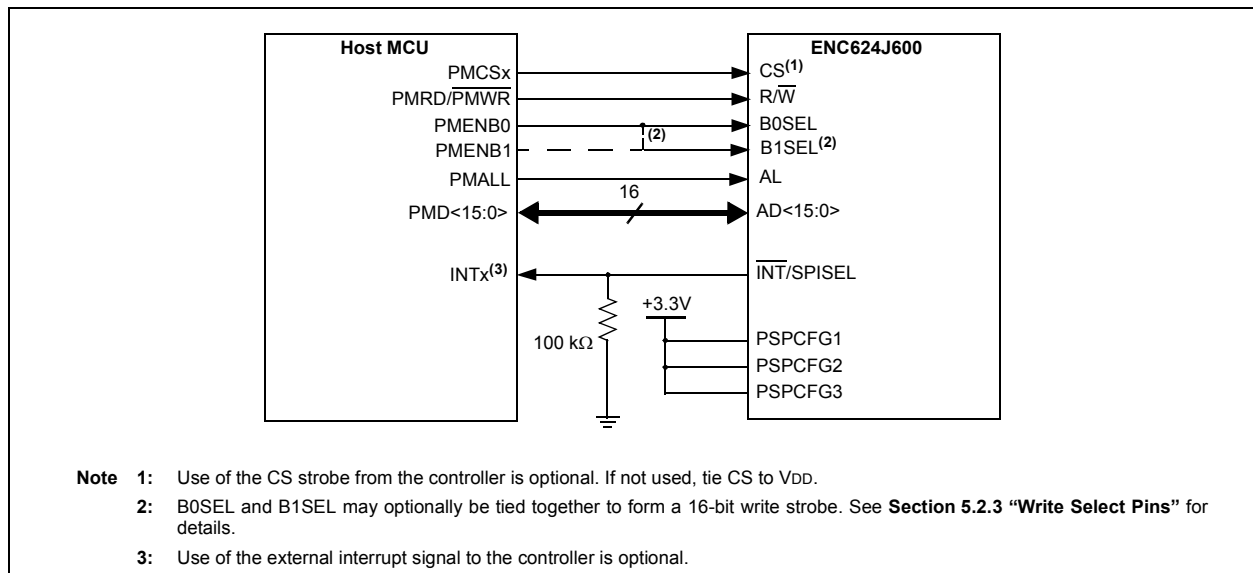 Host MCU
ENC624J600
PMCSx
CS(1)
PMRD/PMWR
R/W
PMENB0
(2)
B0SEL
PMENB1
B1SEL(2)
PMALL
AL
16
PMD<15:0>
AD<15:0>
INTx(3)
INT/SPISEL
+3.3V
100 kΩ
PSPCFG1
PSPCFG2
PSPCFG3
Note 1: Use of the CS strobe from the controller is optional. If not used, tie CS to VDD.
2: B0SEL and B1SEL may optionally be tied together to form a 16-bit write strobe. See Section 5.2.3 “Write Select Pins” for
details.
3: Use of the external interrupt signal to the controller is optional.